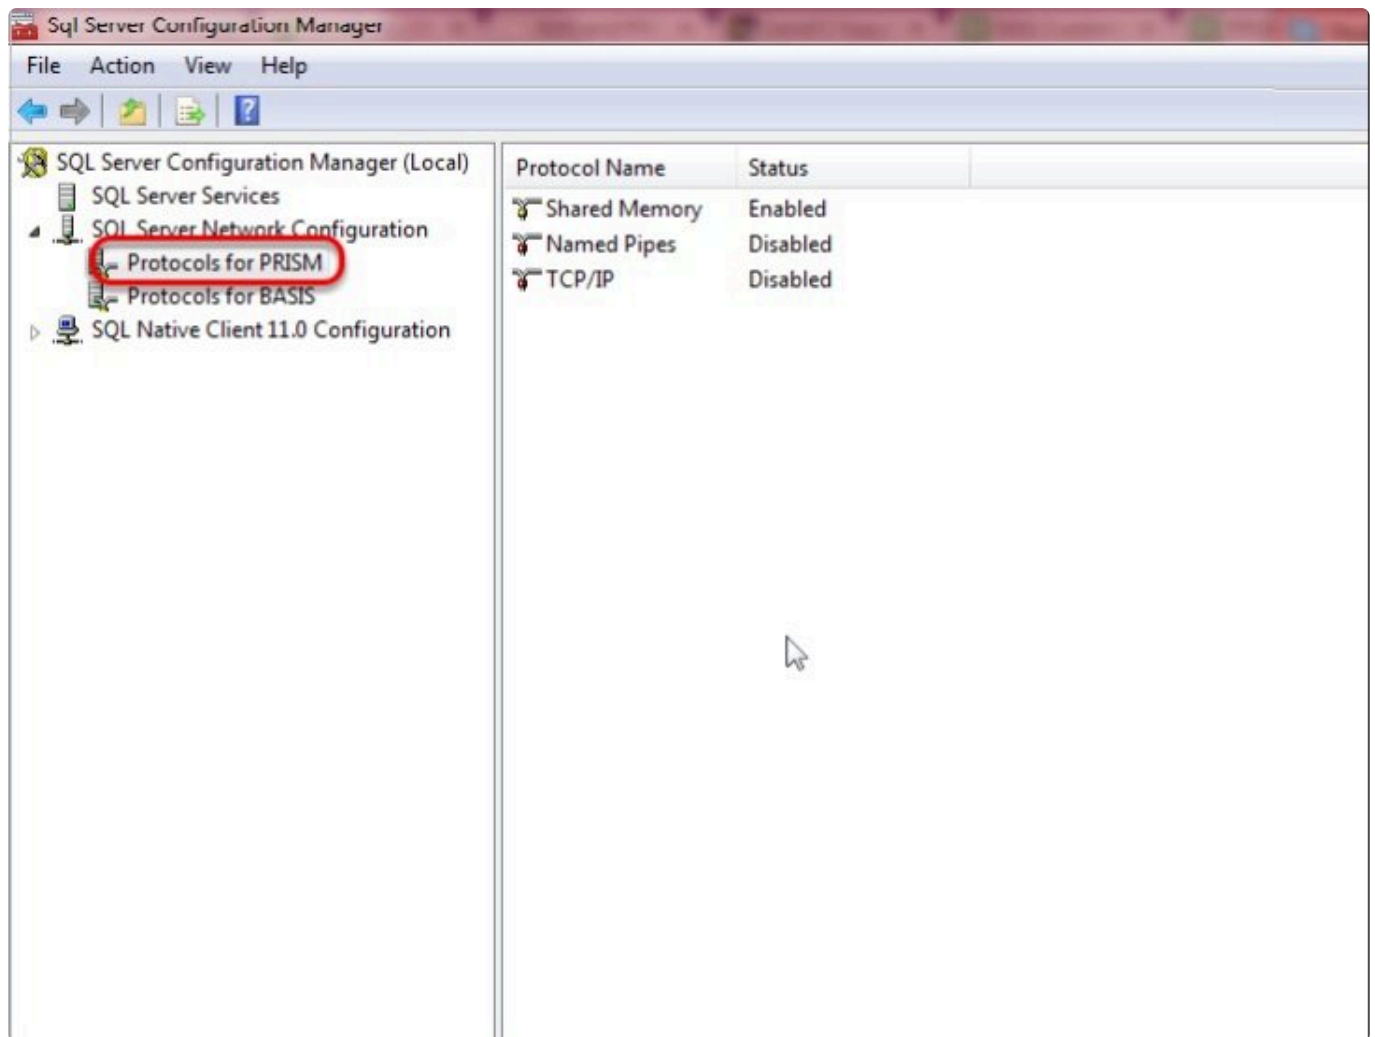 Sql Server Configuration Manager
File Action View Help
SQL Server Configuration Manager (Local)
SQL Server Services
SQL Server Network Configuration
Protocols for PRISM
Protocols for BASIS
SQL Native Client 11.0 Configuration
Protocol Name Status
Shared Memory Enabled
Named Pipes Disabled
TCP/IP Disabled